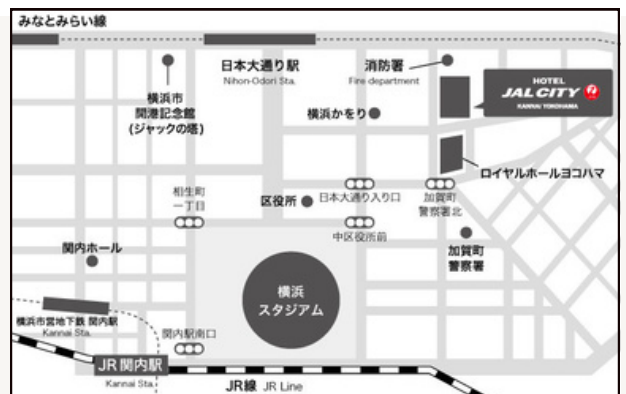 みなとみらい線
日本大通り駅
Nihon-Odori Sta.
消防署
Fire department
HOTEL
JAL CITY
KANNAI YOKOHAMA
横浜市
開港記念館
(ジャックの塔)
横浜かをり
ロイヤルホールヨコハマ
相生町
一丁目
区役所
日本大通り入り口
加賀町
警察署北
中区役所前
加賀町
警察署
関内ホール
横浜
スタジアム
横浜市営地下鉄 関内駅
Kannai Sta.
関内駅南口
JR 関内駅
Kannai Sta.
JR線 JR Line